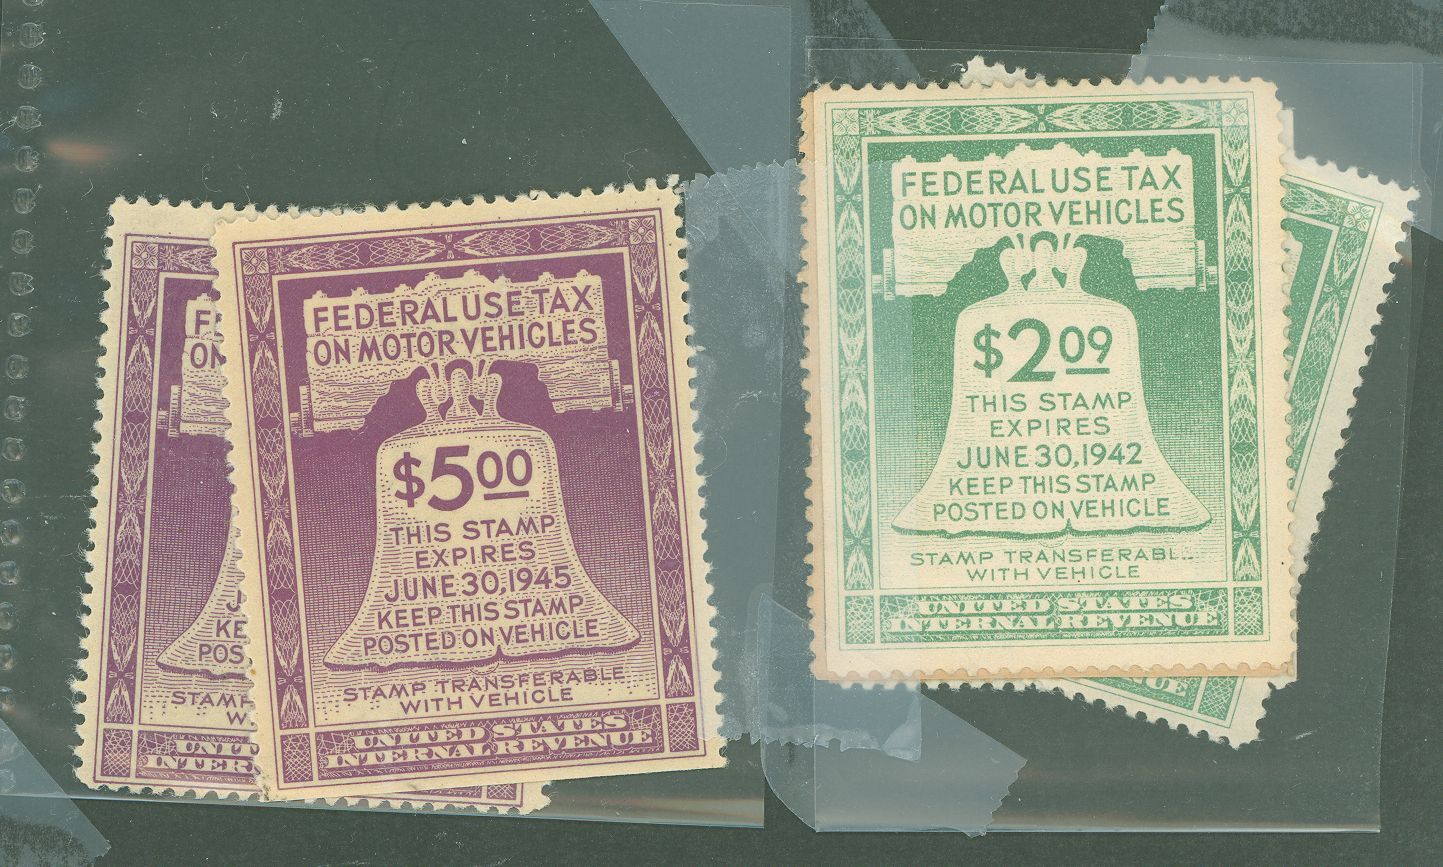 FEDERAL USE TAX
ON MOTOR VEHICLES
$5.00
THIS STAMP
EXPIRES
JUNE 30, 1945
KEEP THIS STAMP
POSTED ON VEHICLE
STAMP TRANSFERABLE
WITH VEHICLE
UNITED STATES
INTERNAL REVENUE
FEDERAL USE TAX
ON MOTOR VEHICLES
$2.09
THIS STAMP
EXPIRES
JUNE 30, 1942
KEEP THIS STAMP
POSTED ON VEHICLE
STAMP TRANSFERABL
WITH VEHICLE
UNITED STATES
INTERNAL REVENUE